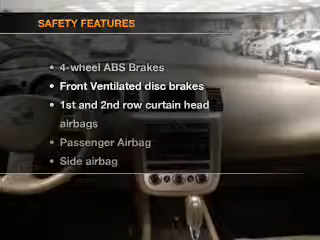 SAFETY FEATURES
• 4-wheel ABS Brakes
• Front Ventilated disc brakes
• 1st and 2nd row curtain head
airbags
• Passenger Airbag
• Side airbag